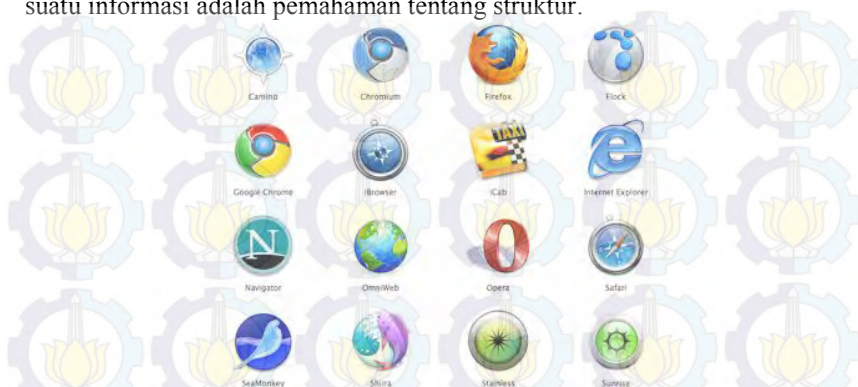 suatu informasi adalah pemahaman tentang struktur.
Camino Chromium Firefox Flock
TAXI
Google Chrome iBrowser iCab Internet Explorer
N
Navigator OmniWeb Opera Safari
SeaMonkey Shiira Stainless Sunrise